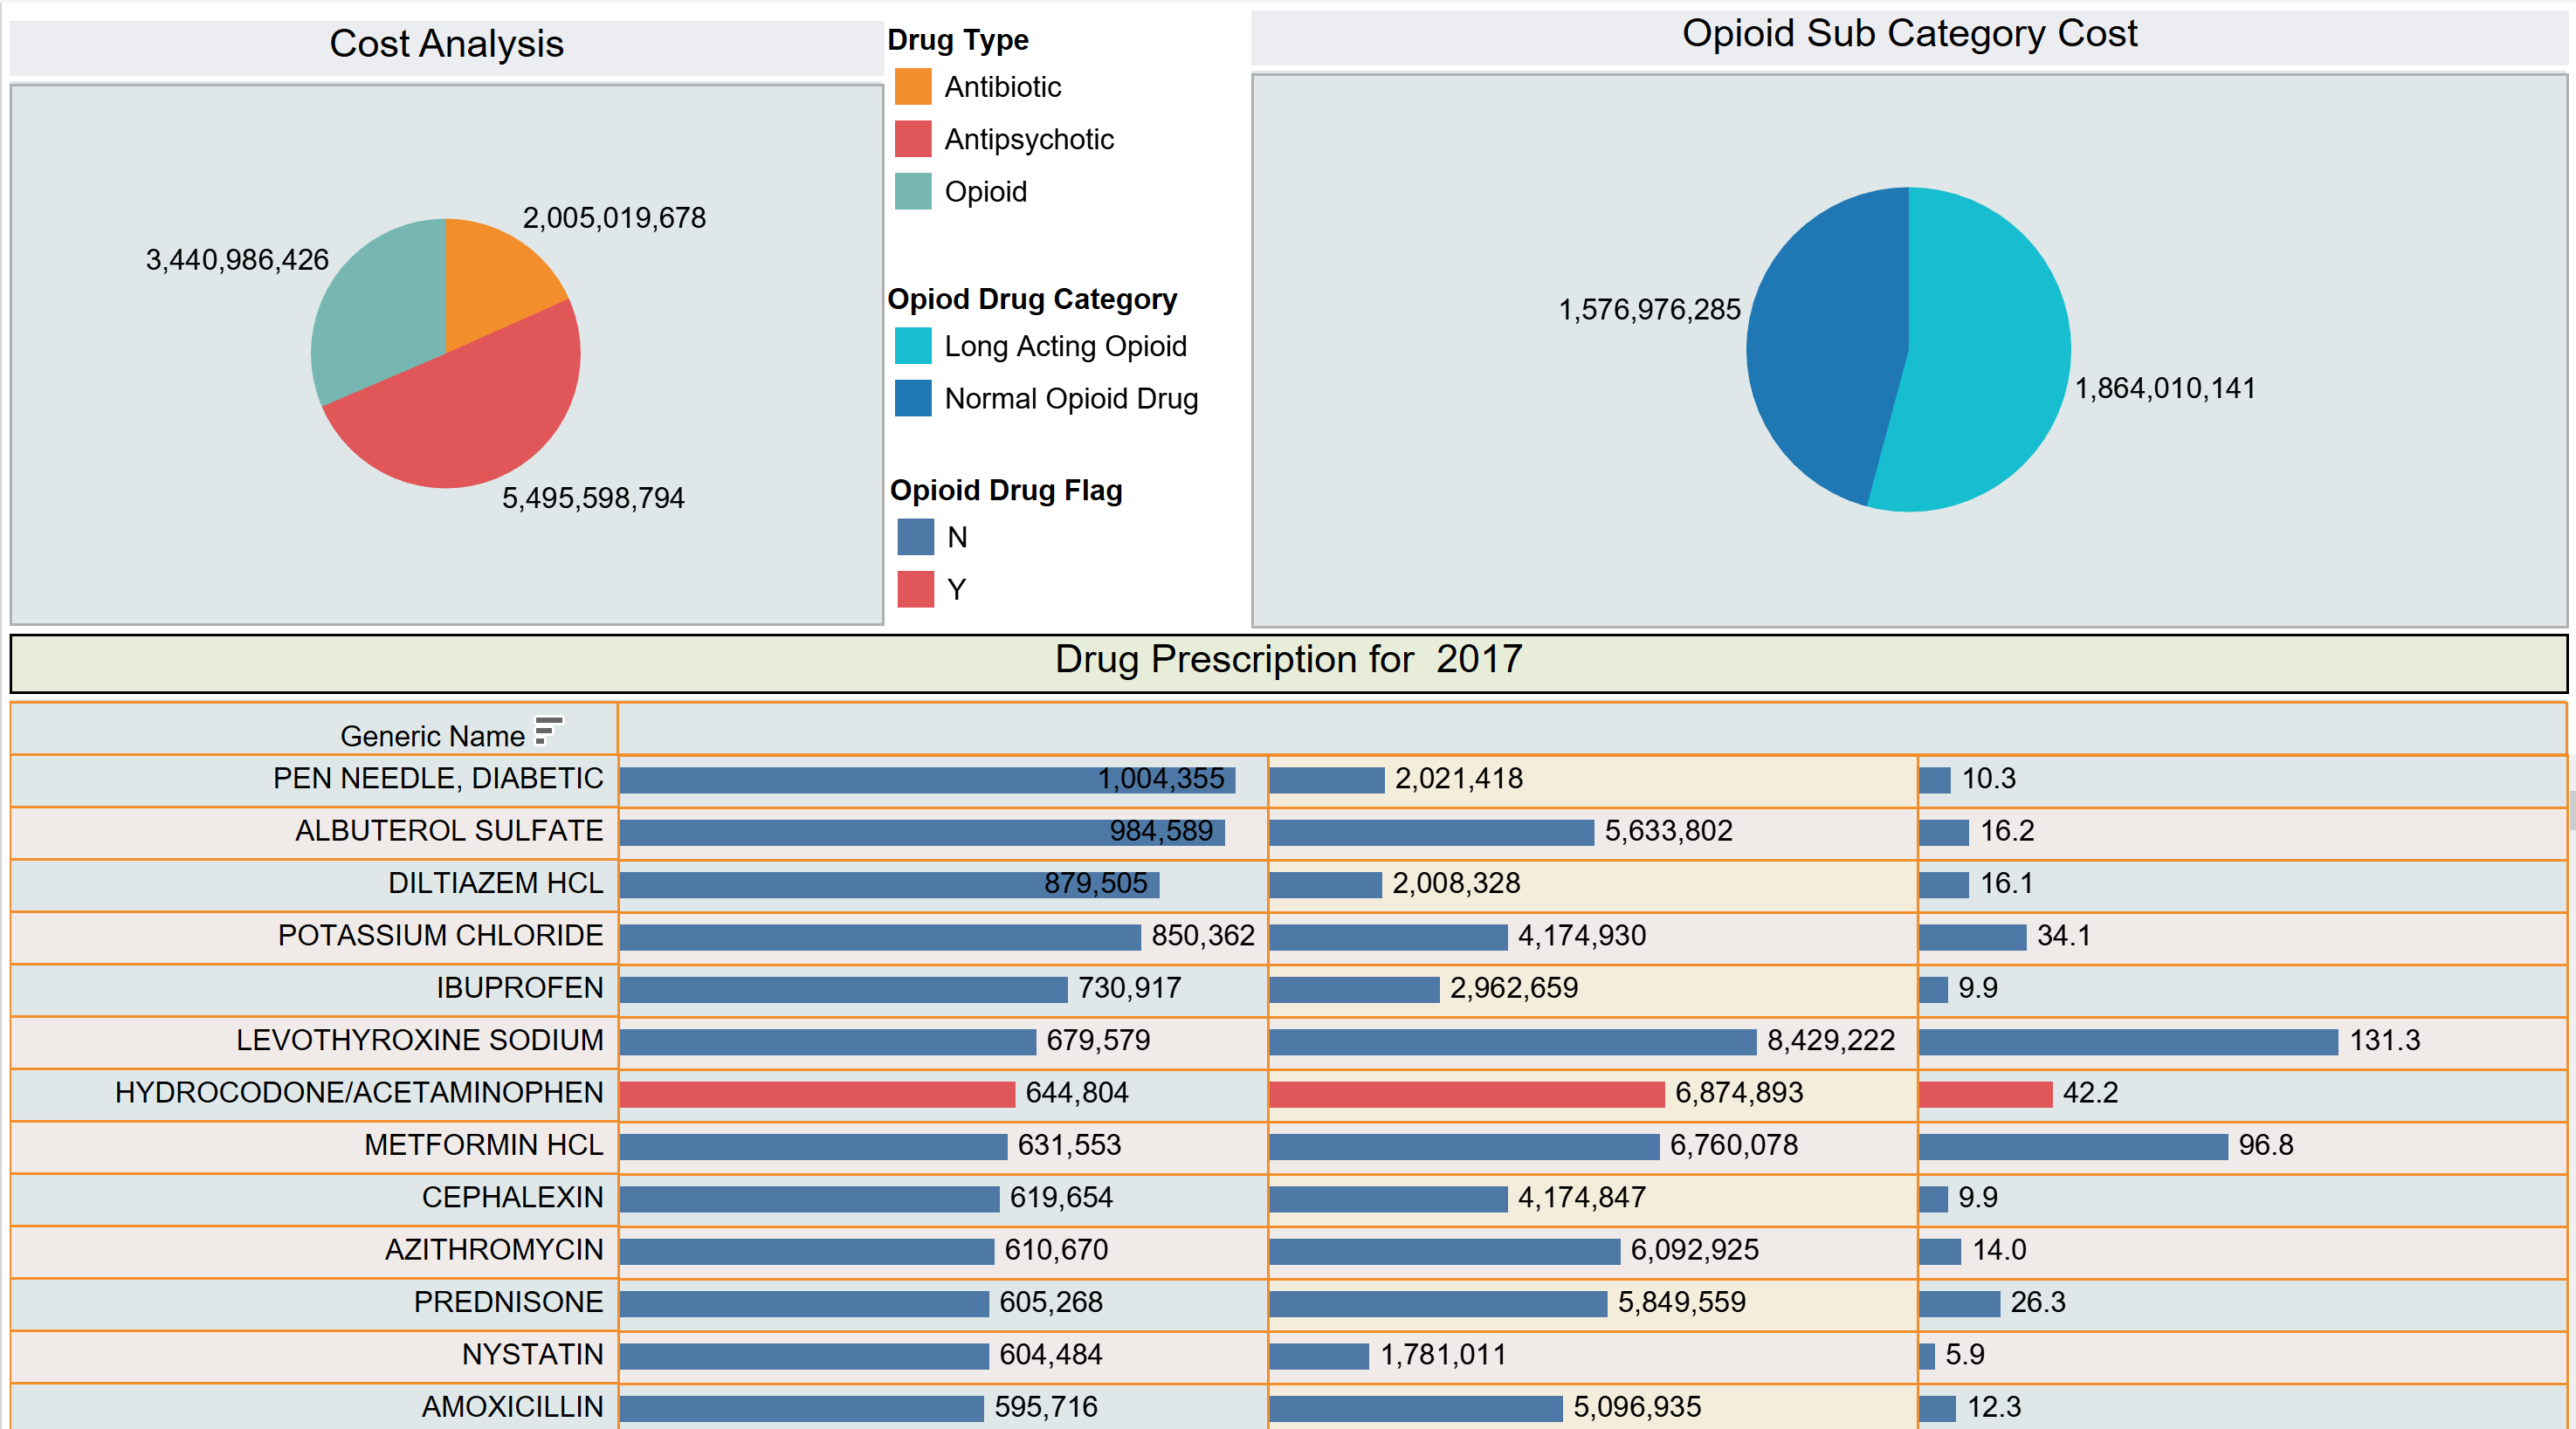 Cost Analysis
2,005,019,678
3,440,986,426
5,495,598,794
Drug Type
Antibiotic
Antipsychotic
Opioid
Opiod Drug Category
Long Acting Opioid
Normal Opioid Drug
Opioid Drug Flag
N
Y
Opioid Sub Category Cost
1,576,976,285
1,864,010,141
Drug Prescription for 2017
Generic Name
PEN NEEDLE, DIABETIC 1,004,355 2,021,418 10.3
ALBUTEROL SULFATE 984,589 5,633,802 16.2
DILTIAZEM HCL 879,505 2,008,328 16.1
POTASSIUM CHLORIDE 850,362 4,174,930 34.1
IBUPROFEN 730,917 2,962,659 9.9
LEVOTHYROXINE SODIUM 679,579 8,429,222 131.3
HYDROCODONE/ACETAMINOPHEN 644,804 6,874,893 42.2
METFORMIN HCL 631,553 6,760,078 96.8
CEPHALEXIN 619,654 4,174,847 9.9
AZITHROMYCIN 610,670 6,092,925 14.0
PREDNISONE 605,268 5,849,559 26.3
NYSTATIN 604,484 1,781,011 5.9
AMOXICILLIN 595,716 5,096,935 12.3